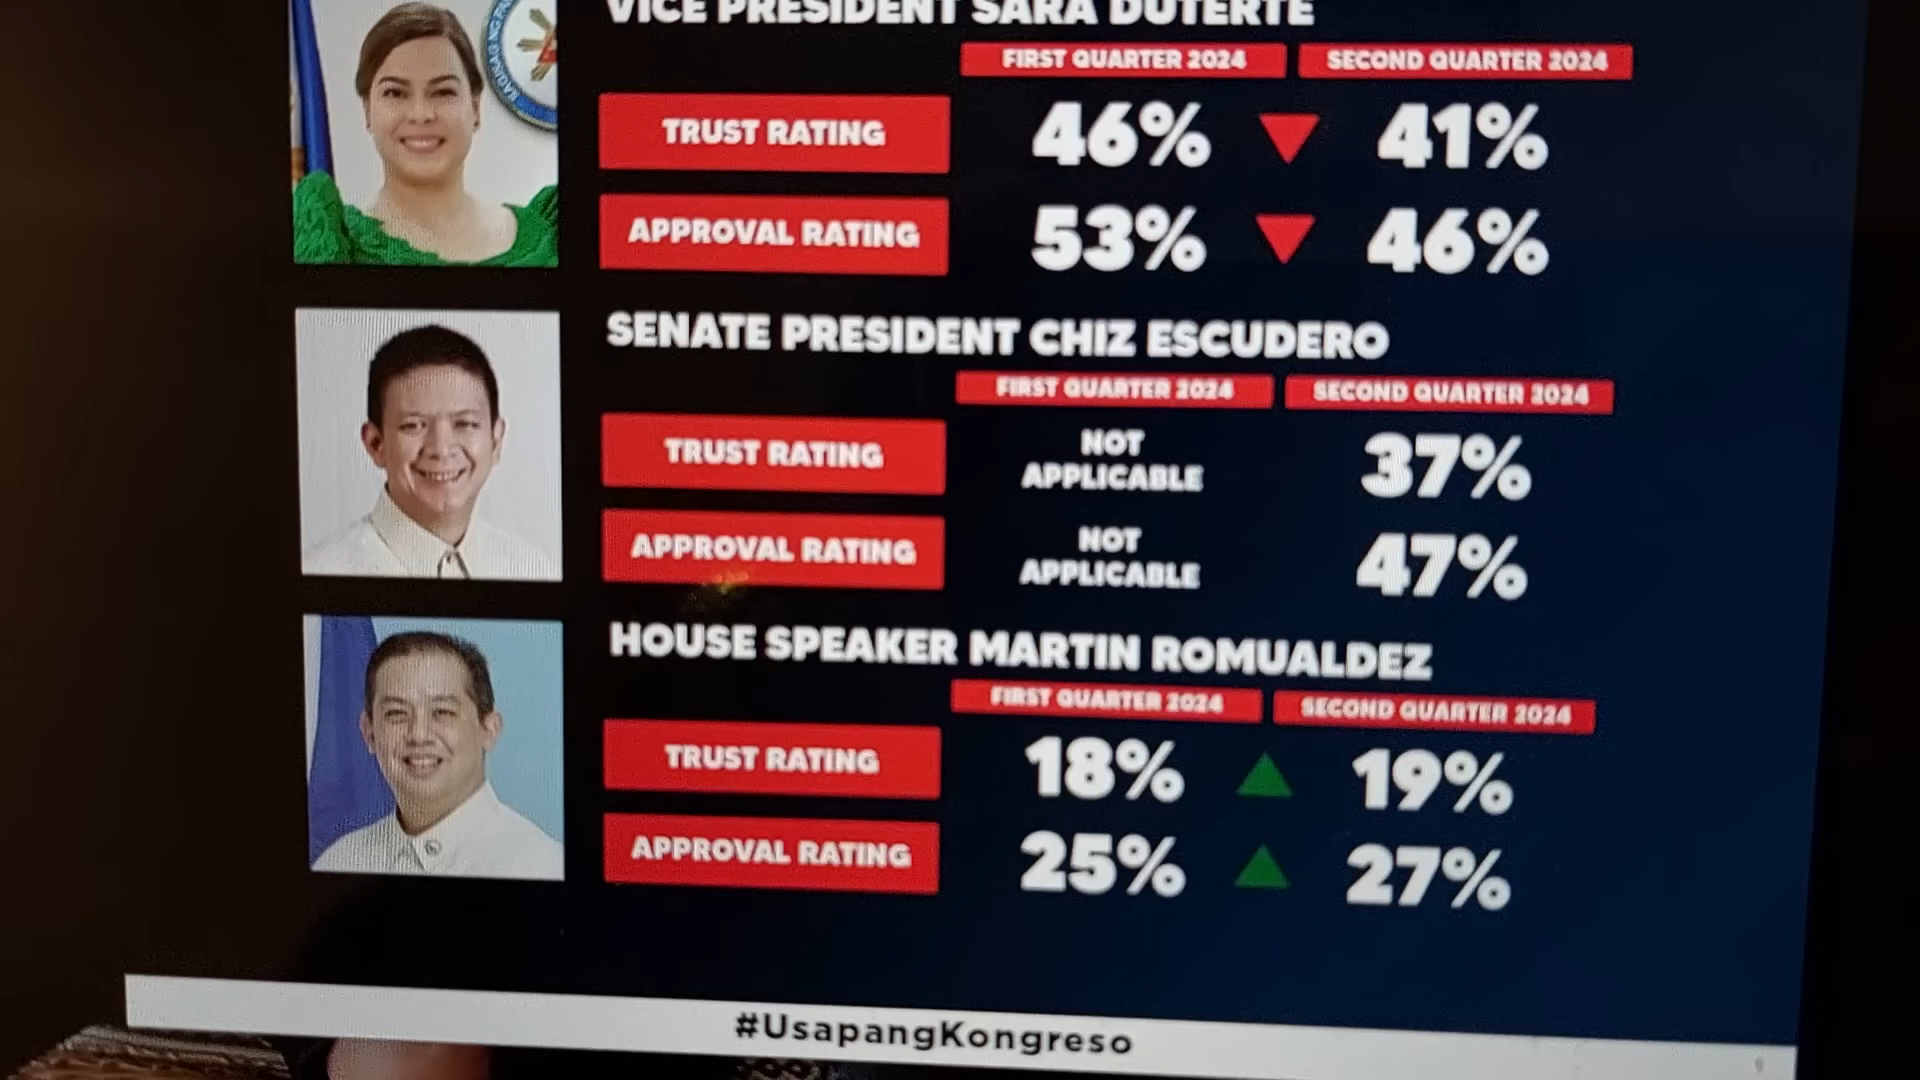 VICE PRESIDENT SARA DUTERTE
FIRST QUARTER 2024 SECOND QUARTER 2024
TRUST RATING 46% 41%
APPROVAL RATING 53% 46%
SENATE PRESIDENT CHIZ ESCUDERO
FIRST QUARTER 2024 SECOND QUARTER 2024
TRUST RATING NOT APPLICABLE 37%
APPROVAL RATING NOT APPLICABLE 47%
HOUSE SPEAKER MARTIN ROMUALDEZ
FIRST QUARTER 2024 SECOND QUARTER 2024
TRUST RATING 18% 19%
APPROVAL RATING 25% 27%
#UsapangKongreso